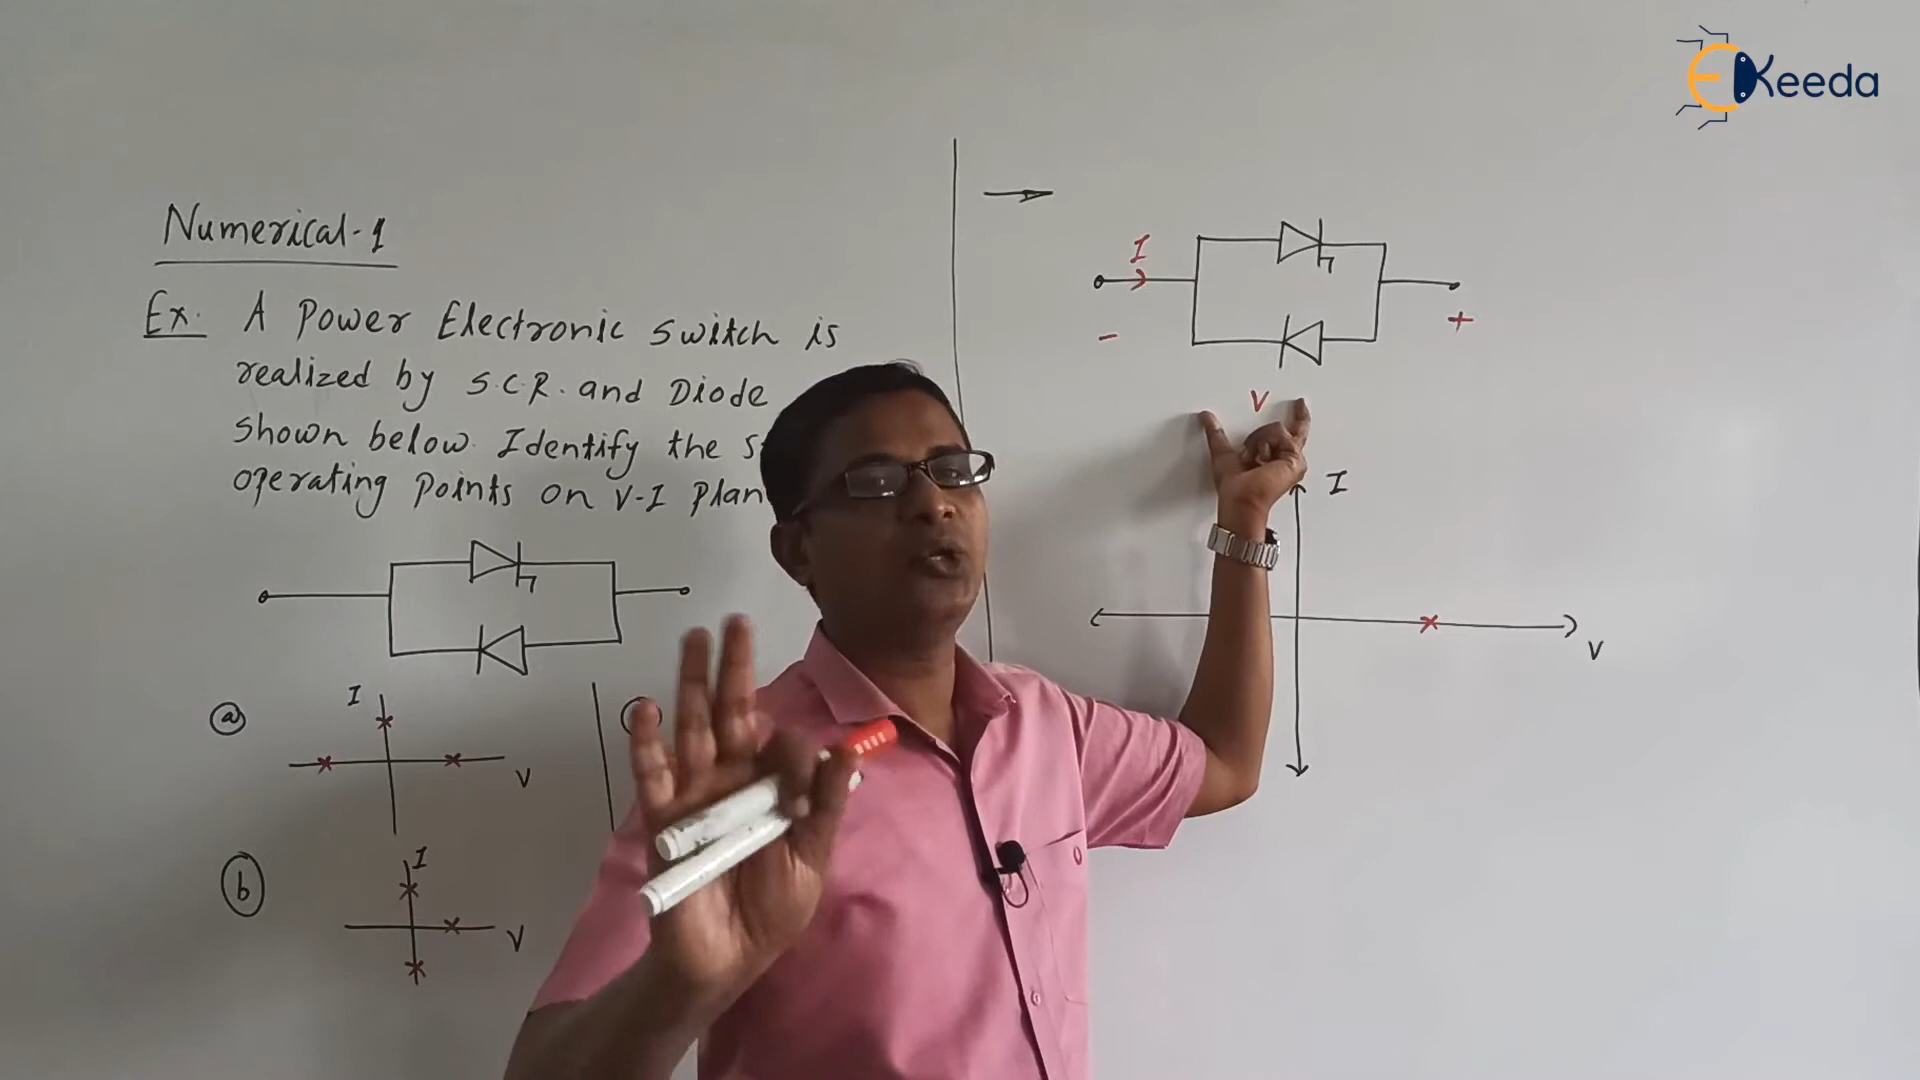 EKeeda
Numerical-1
Ex. A Power Electronic switch is
realized by S.C.R. and Diode
shown below. Identify the
operating points on V-I plan
I
V
a
I
V
b
I
V
I
-
+
V
I
V